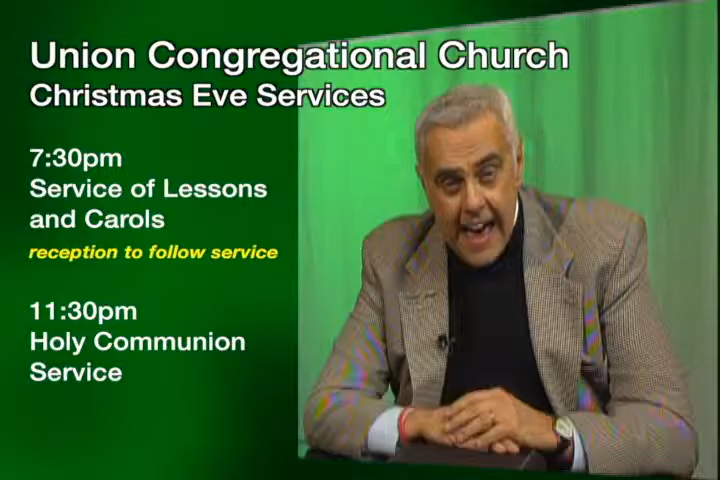 Union Congregational Church
Christmas Eve Services
7:30pm
Service of Lessons
and Carols
reception to follow service
11:30pm
Holy Communion
Service